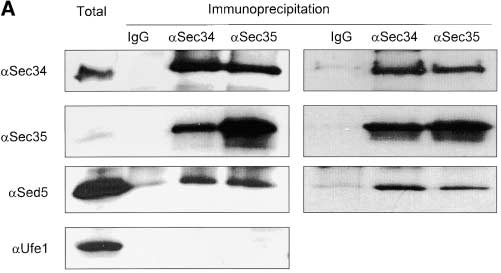 A
Total
Immunoprecipitation
IgG αSec34 αSec35
IgG αSec34 αSec35
αSec34
αSec35
αSed5
αUfe1